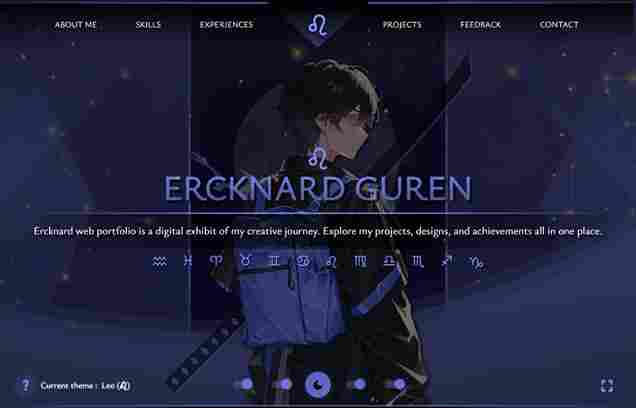 ABOUT ME SKILLS EXPERIENCES ♌ PROJECTS FEEDBACK CONTACT
♌
ERCKNARD GUREN
Ercknard web portfolio is a digital exhibit of my creative journey. Explore my projects, designs, and achievements all in one place.
♒ ♓ ♈ ♉ ♊ ♋ ♌ ♍ ♎ ♏ ♐ ♑
? Current theme : Leo (♌)